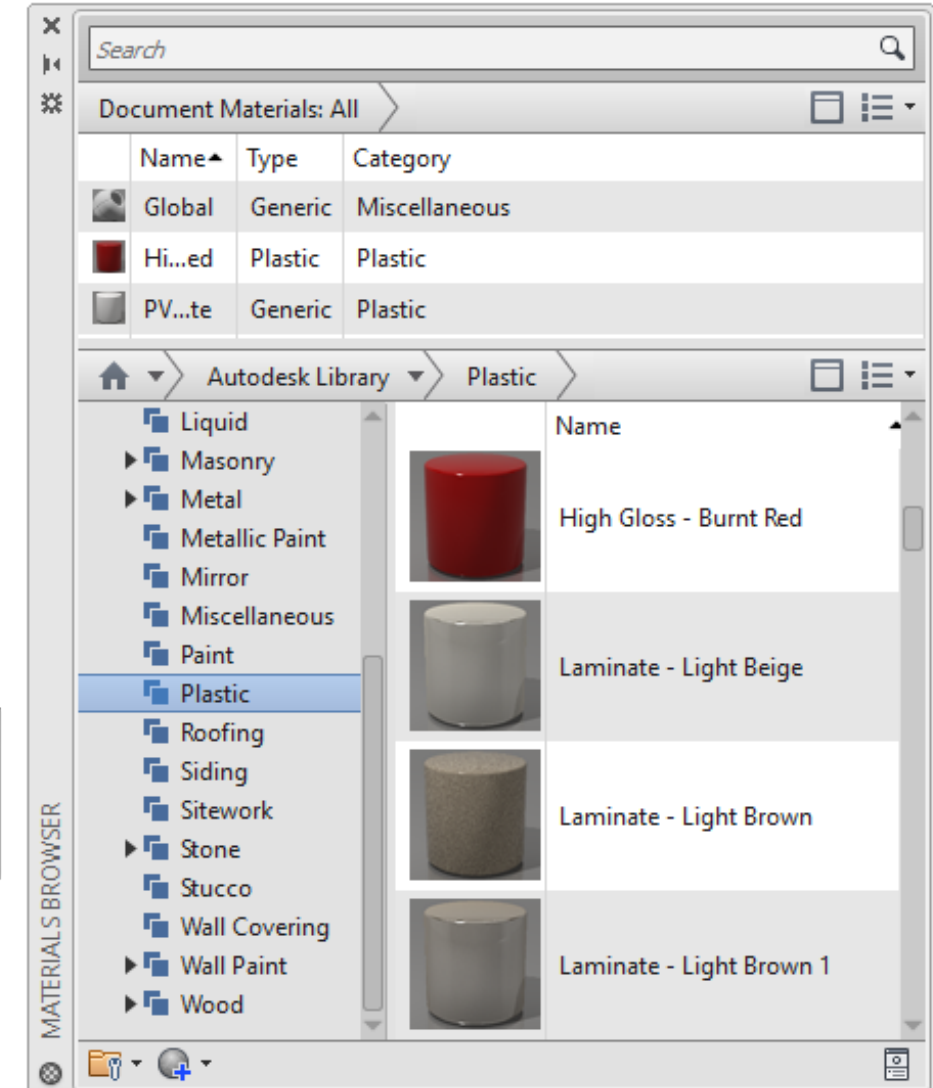 Search
Document Materials: All
Name Type Category
Global Generic Miscellaneous
Hi...ed Plastic Plastic
PV...te Generic Plastic
Autodesk Library Plastic
Liquid
Masonry
Metal
Metallic Paint
Mirror
Miscellaneous
Paint
Plastic
Roofing
Siding
Sitework
Stone
Stucco
Wall Covering
Wall Paint
Wood
Name
High Gloss - Burnt Red
Laminate - Light Beige
Laminate - Light Brown
Laminate - Light Brown 1
MATERIALS BROWSER